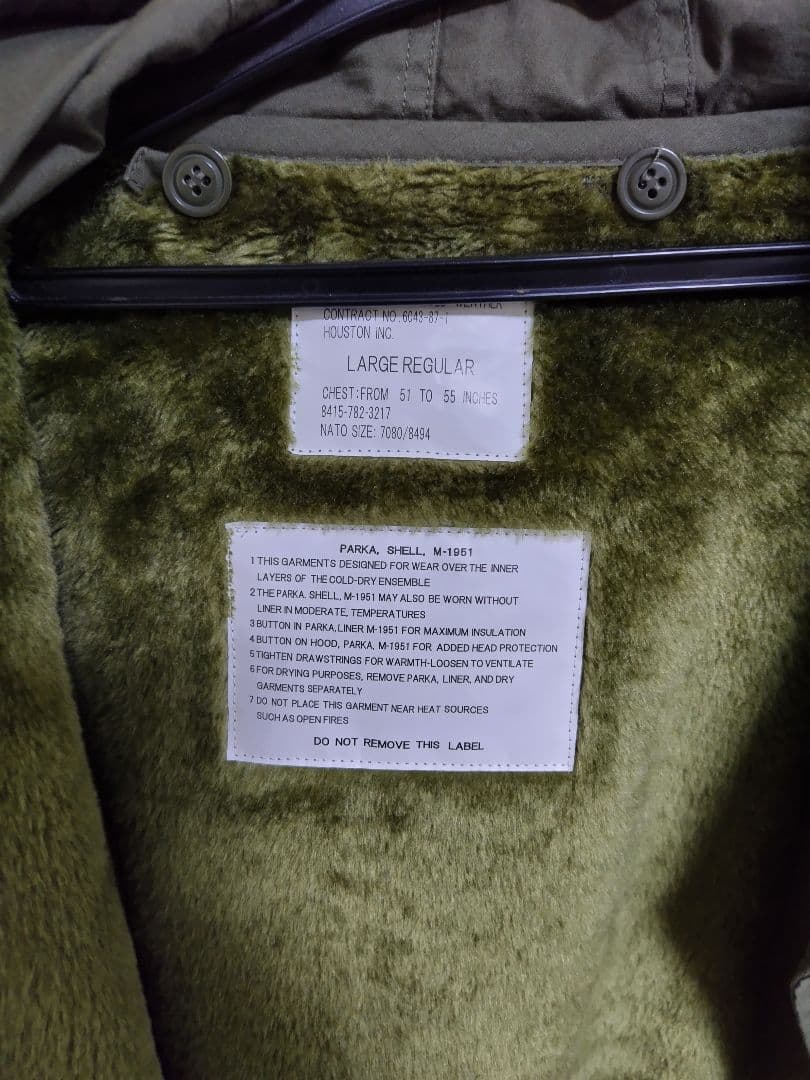 CONTRACT NO.6043-87-1
HOUSTON INC.
LARGE REGULAR
CHEST:FROM 51 TO 55 INCHES
8415-782-3217
NATO SIZE: 7080/8494
PARKA, SHELL, M-1951
1 THIS GARMENTS DESIGNED FOR WEAR OVER THE INNER
LAYERS OF THE COLD-DRY ENSEMBLE
2 THE PARKA. SHELL, M-1951 MAY ALSO BE WORN WITHOUT
LINER IN MODERATE, TEMPERATURES
3 BUTTON IN PARKA,LINER M-1951 FOR MAXIMUM INSULATION
4 BUTTON ON HOOD, PARKA, M-1951 FOR ADDED HEAD PROTECTION
5 TIGHTEN DRAWSTRINGS FOR WARMTH-LOOSEN TO VENTILATE
6 FOR DRYING PURPOSES, REMOVE PARKA, LINER, AND DRY
GARMENTS SEPARATELY
7 DO NOT PLACE THIS GARMENT NEAR HEAT SOURCES
SUCH AS OPEN FIRES
DO NOT REMOVE THIS LABEL